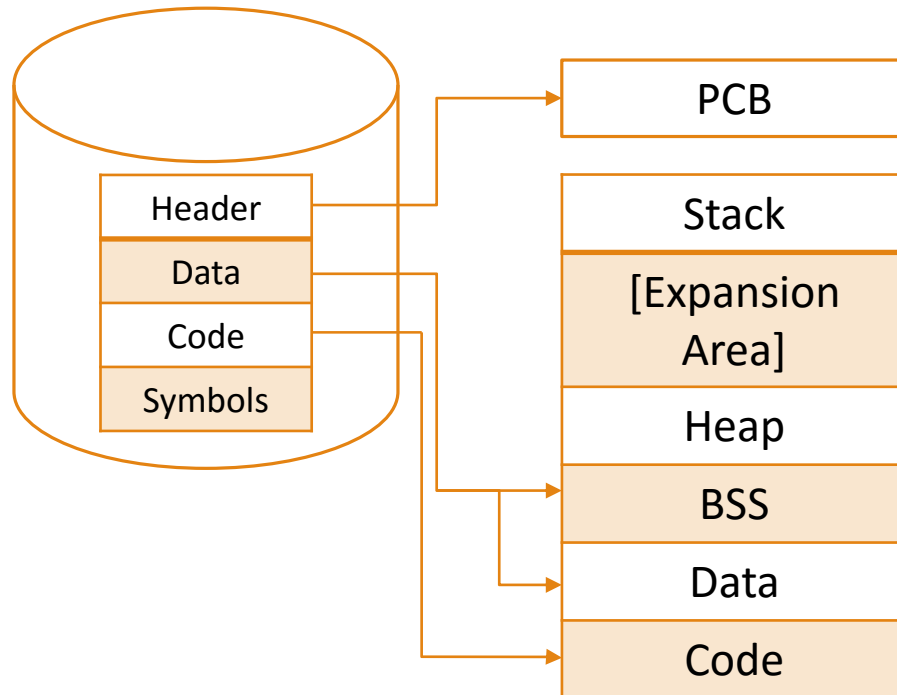 Header
Data
Code
Symbols
PCB
Stack
[Expansion
Area]
Heap
BSS
Data
Code